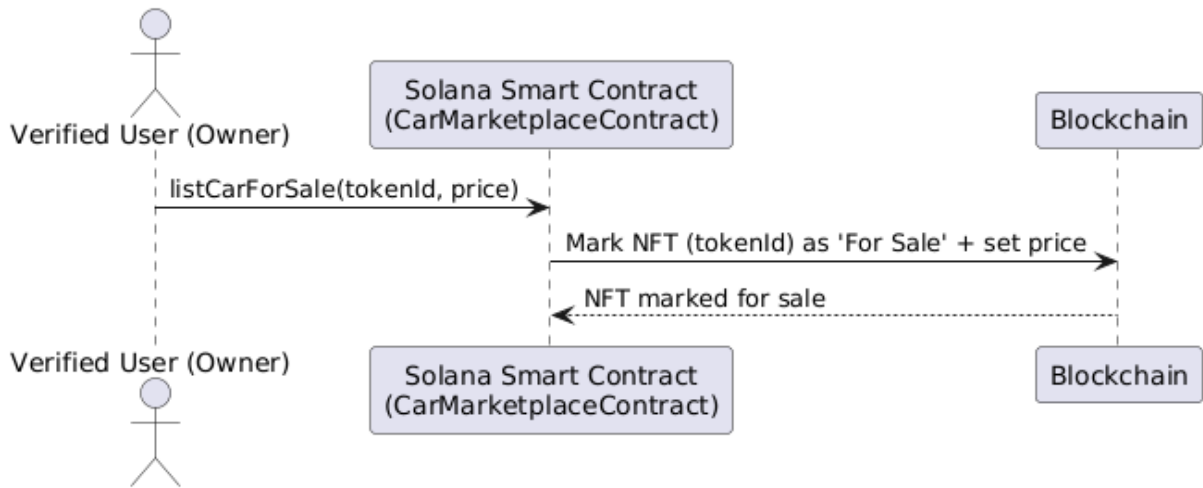 Verified User (Owner)
Solana Smart Contract
(CarMarketplaceContract)
Blockchain
listCarForSale(tokenId, price)
Mark NFT (tokenId) as 'For Sale' + set price
NFT marked for sale
Verified User (Owner)
Solana Smart Contract
(CarMarketplaceContract)
Blockchain